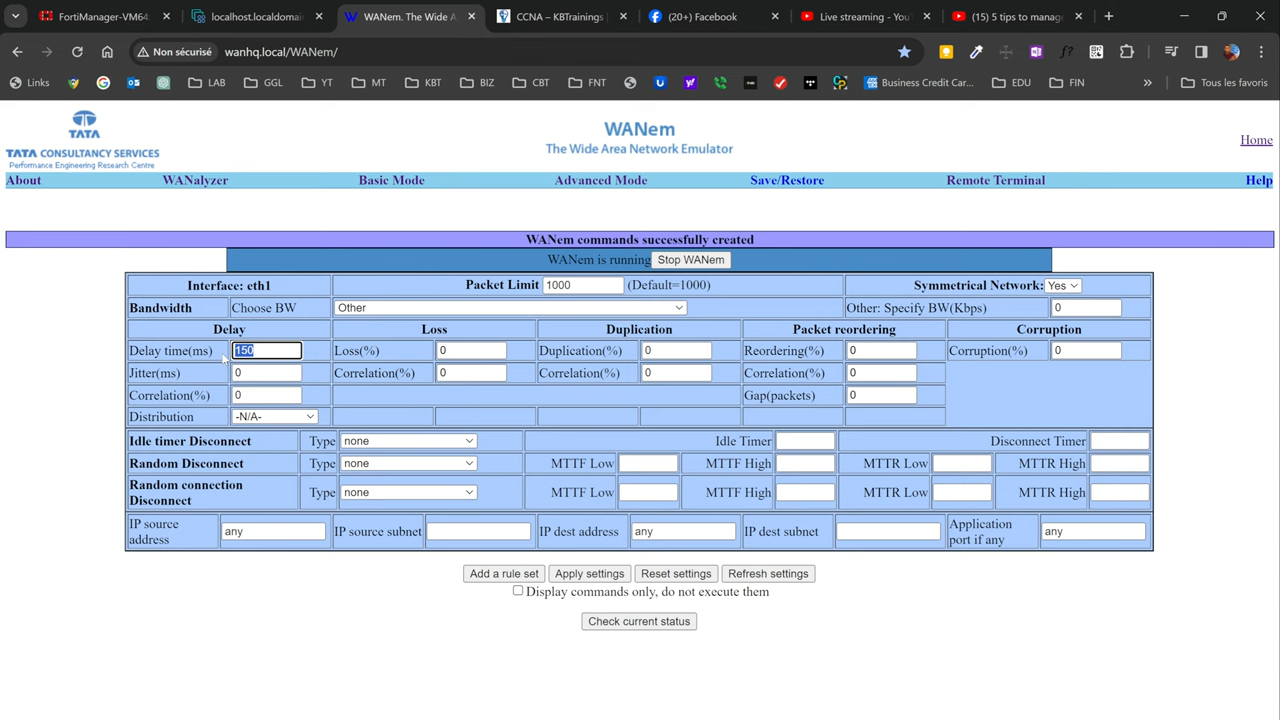 FortiManager-VM64:
localhost.localdomai
WANem. The Wide A
CCNA – KBTrainings
(20+) Facebook
Live streaming - You
(15) 5 tips to manage
Non sécurisé
wanhq.local/WANem/
Links
LAB
GGL
YT
MT
KBT
BIZ
CBT
FNT
Business Credit Car...
EDU
FIN
Tous les favoris
TATA
TATA CONSULTANCY SERVICES
Performance Engineering Research Centre
WANem
The Wide Area Network Emulator
Home
About WANalyzer Basic Mode Advanced Mode Save/Restore Remote Terminal Help
WANem commands successfully created
WANem is running Stop WANem
Interface: eth1 Packet Limit 1000 (Default=1000) Symmetrical Network: Yes
Bandwidth Choose BW Other Other: Specify BW(Kbps) 0
Delay Loss Duplication Packet reordering Corruption
Delay time(ms) 150 Loss(%) 0 Duplication(%) 0 Reordering(%) 0 Corruption(%) 0
Jitter(ms) 0 Correlation(%) 0 Correlation(%) 0 Correlation(%) 0
Correlation(%) 0 Gap(packets) 0
Distribution -N/A-
Idle timer Disconnect Type none Idle Timer Disconnect Timer
Random Disconnect Type none MTTF Low MTTF High MTTR Low MTTR High
Random connection
Disconnect Type none MTTF Low MTTF High MTTR Low MTTR High
IP source
address any IP source subnet IP dest address any IP dest subnet Application
port if any any
Add a rule set Apply settings Reset settings Refresh settings
Display commands only, do not execute them
Check current status